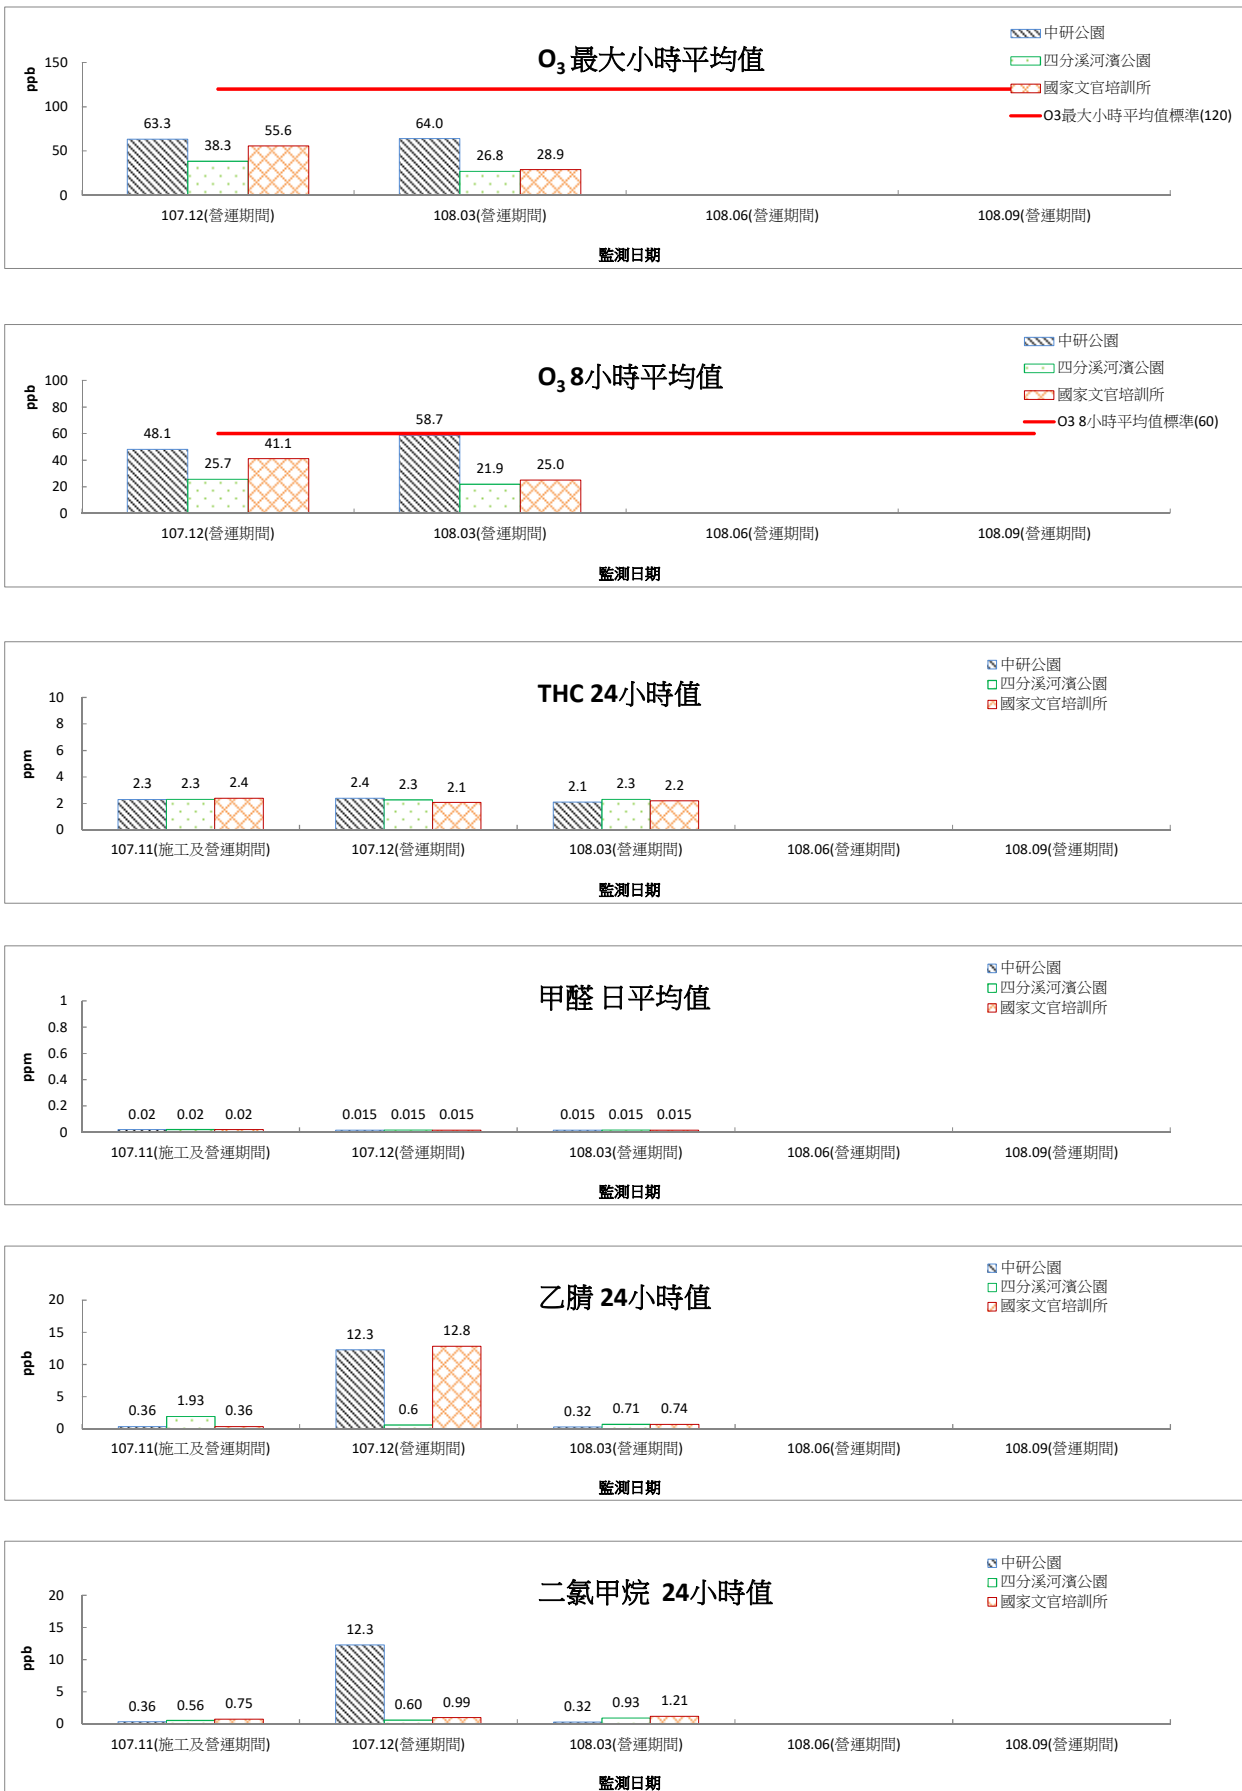 O3 最大小時平均值
中研公園
四分溪河濱公園
國家文官培訓所
O3最大小時平均值標準(120)
ppb
150
100
50
0
63.3 38.3 55.6 64.0 26.8 28.9
107.12(營運期間) 108.03(營運期間) 108.06(營運期間) 108.09(營運期間)
監測日期
O3 8小時平均值
中研公園
四分溪河濱公園
國家文官培訓所
O3 8小時平均值標準(60)
ppb
100
80
60
40
20
0
48.1 25.7 41.1 58.7 21.9 25.0
107.12(營運期間) 108.03(營運期間) 108.06(營運期間) 108.09(營運期間)
監測日期
THC 24小時值
中研公園
四分溪河濱公園
國家文官培訓所
ppm
10
8
6
4
2
0
2.3 2.3 2.4 2.4 2.3 2.1 2.1 2.3 2.2
107.11(施工及營運期間) 107.12(營運期間) 108.03(營運期間) 108.06(營運期間) 108.09(營運期間)
監測日期
甲醛 日平均值
中研公園
四分溪河濱公園
國家文官培訓所
ppm
1
0.8
0.6
0.4
0.2
0
0.02 0.02 0.02 0.015 0.015 0.015 0.015 0.015 0.015
107.11(施工及營運期間) 107.12(營運期間) 108.03(營運期間) 108.06(營運期間) 108.09(營運期間)
監測日期
乙腈 24小時值
中研公園
四分溪河濱公園
國家文官培訓所
ppb
20
15
10
5
0
0.36 1.93 0.36 12.3 0.6 12.8 0.32 0.71 0.74
107.11(施工及營運期間) 107.12(營運期間) 108.03(營運期間) 108.06(營運期間) 108.09(營運期間)
監測日期
二氯甲烷 24小時值
中研公園
四分溪河濱公園
國家文官培訓所
ppb
20
15
10
5
0
0.36 0.56 0.75 12.3 0.60 0.99 0.32 0.93 1.21
107.11(施工及營運期間) 107.12(營運期間) 108.03(營運期間) 108.06(營運期間) 108.09(營運期間)
監測日期